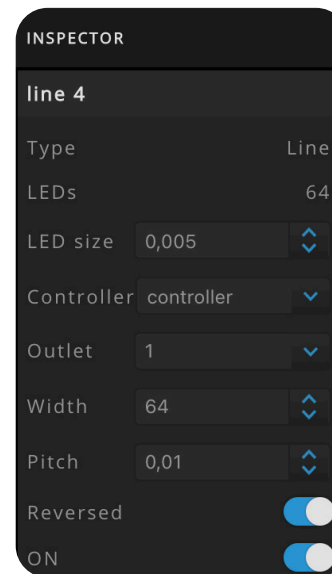 INSPECTOR
line 4
Type Line
LEDs 64
LED size 0,005
Controller controller
Outlet 1
Width 64
Pitch 0,01
Reversed
ON